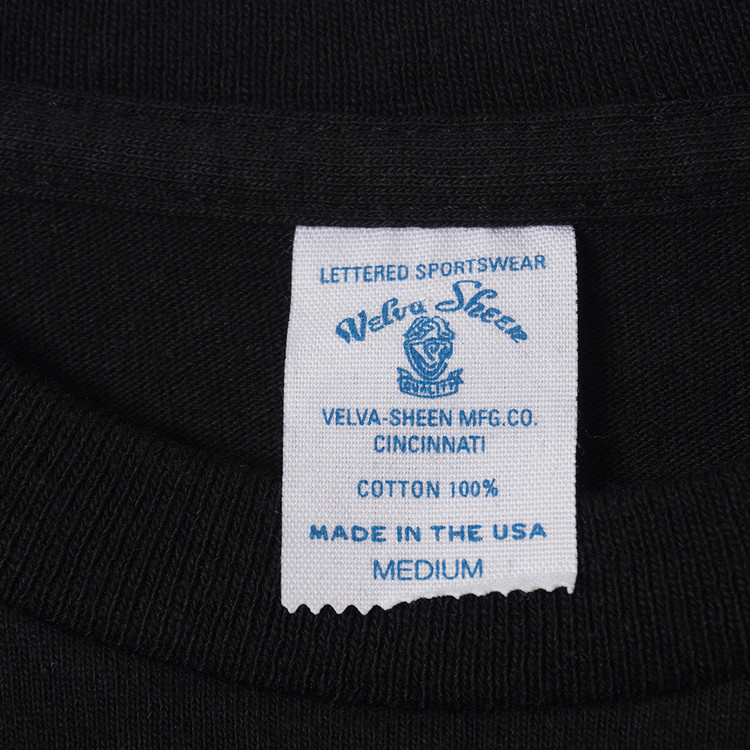 LETTERED SPORTSWEAR
Velva Sheen
QUALITY
VELVA-SHEEN MFG.CO.
CINCINNATI
COTTON 100%
MADE IN THE USA
MEDIUM